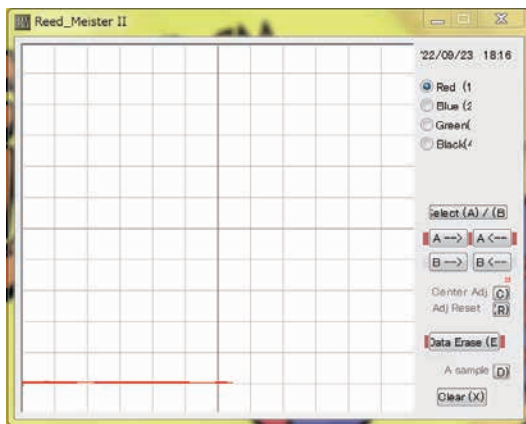 Reed_Meister II
'22/09/23 18:16
Red (1
Blue (2
Green(
Black(4
Select (A) / (B
A --> A <--
B --> B <--
Center Adj C)
Adj Reset (R)
Data Erase (E
A sample D)
Clear (X)